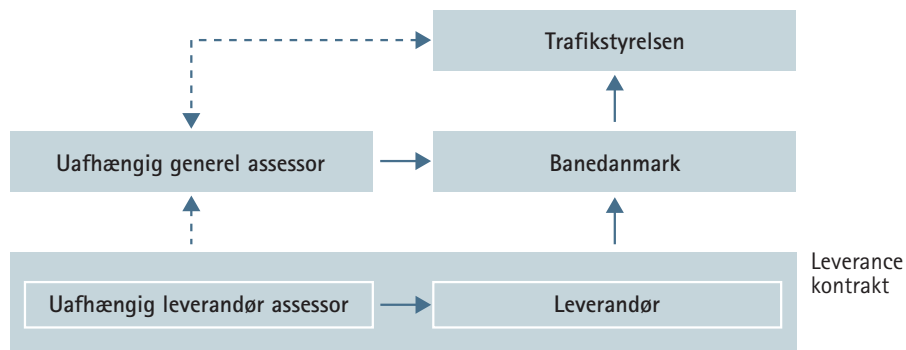 Trafikstyrelsen
Uafhængig generel assessor
Banedanmark
Uafhængig leverandør assessor
Leverandør
Leverance
kontrakt